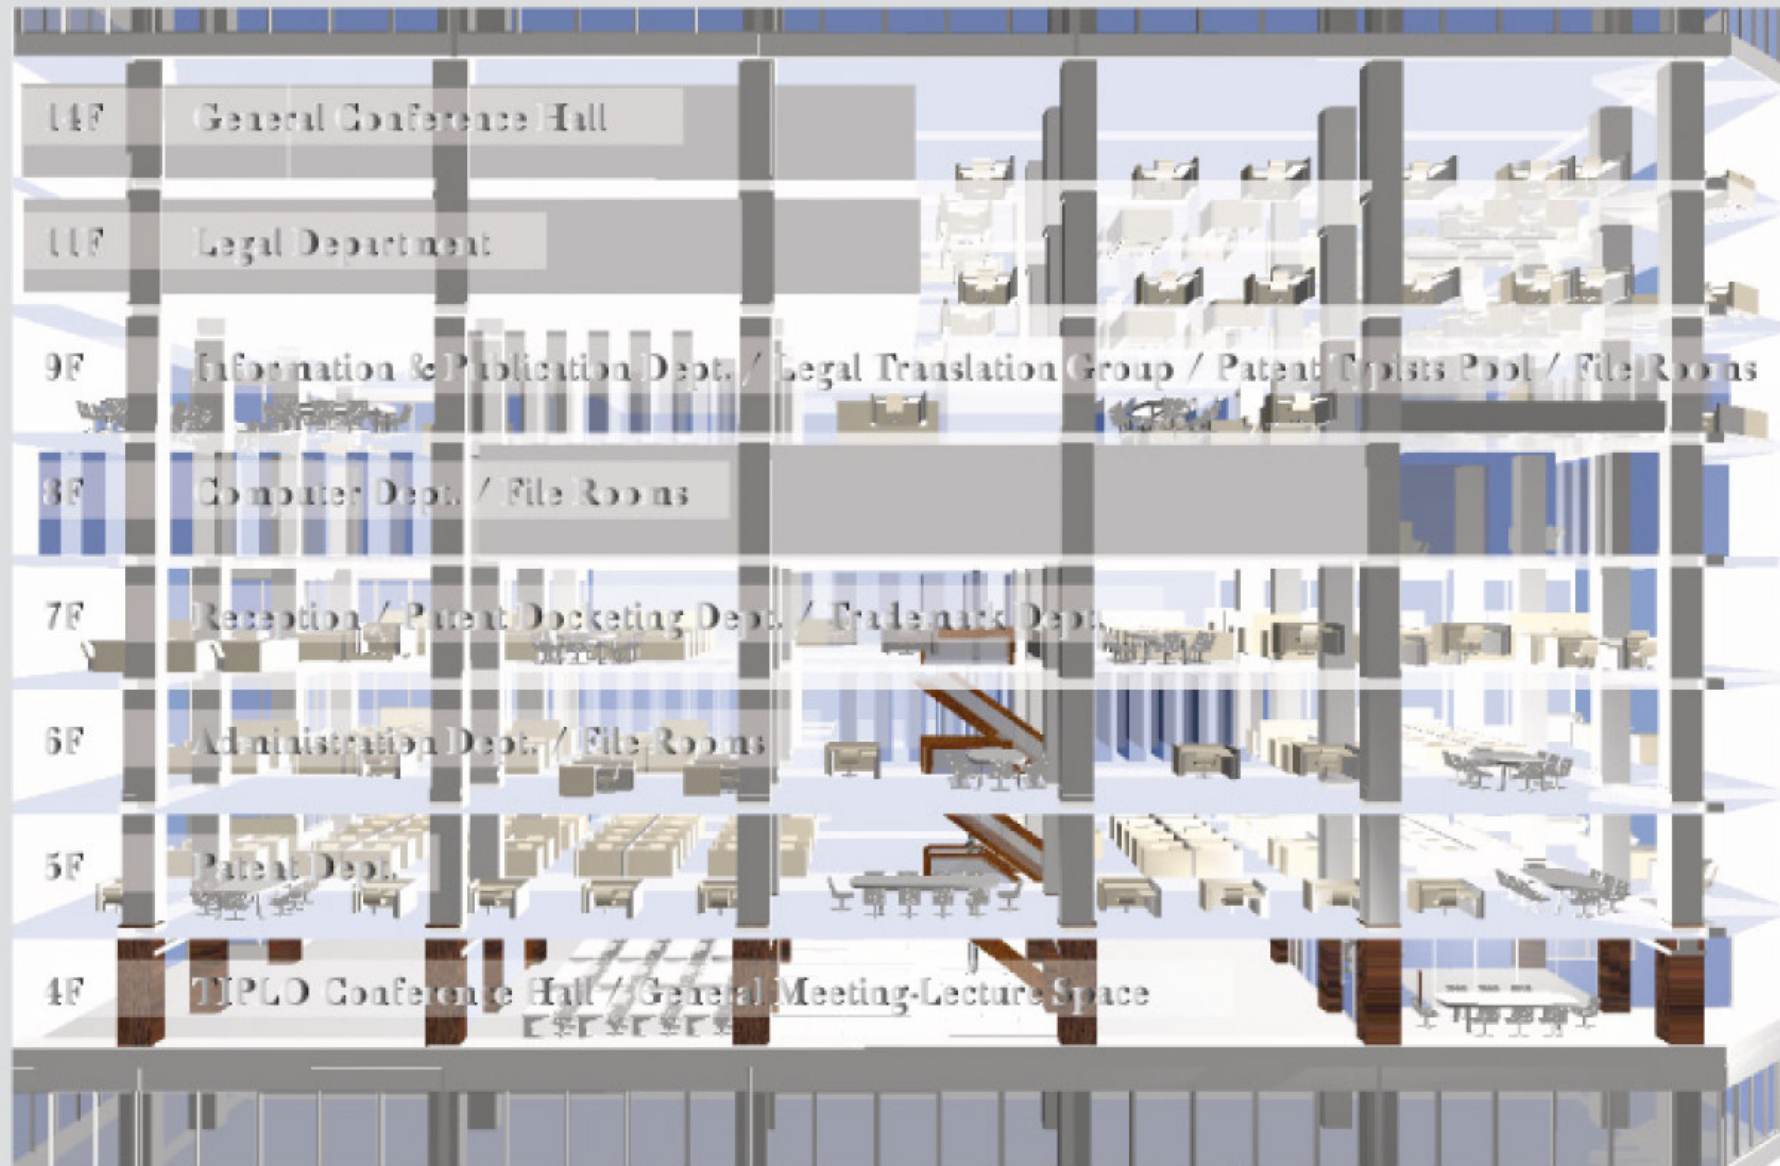 14F General Conference Hall
11F Legal Department
9F Information & Publication Dept. / Legal Translation Group / Patent Typists Pool / File Rooms
8F Computer Dept. / File Rooms
7F Reception / Patent Docketing Dept. / Trademark Dept.
6F Administration Dept. / File Rooms
5F Patent Dept.
4F TIPLO Conference Hall / General Meeting-Lecture Space